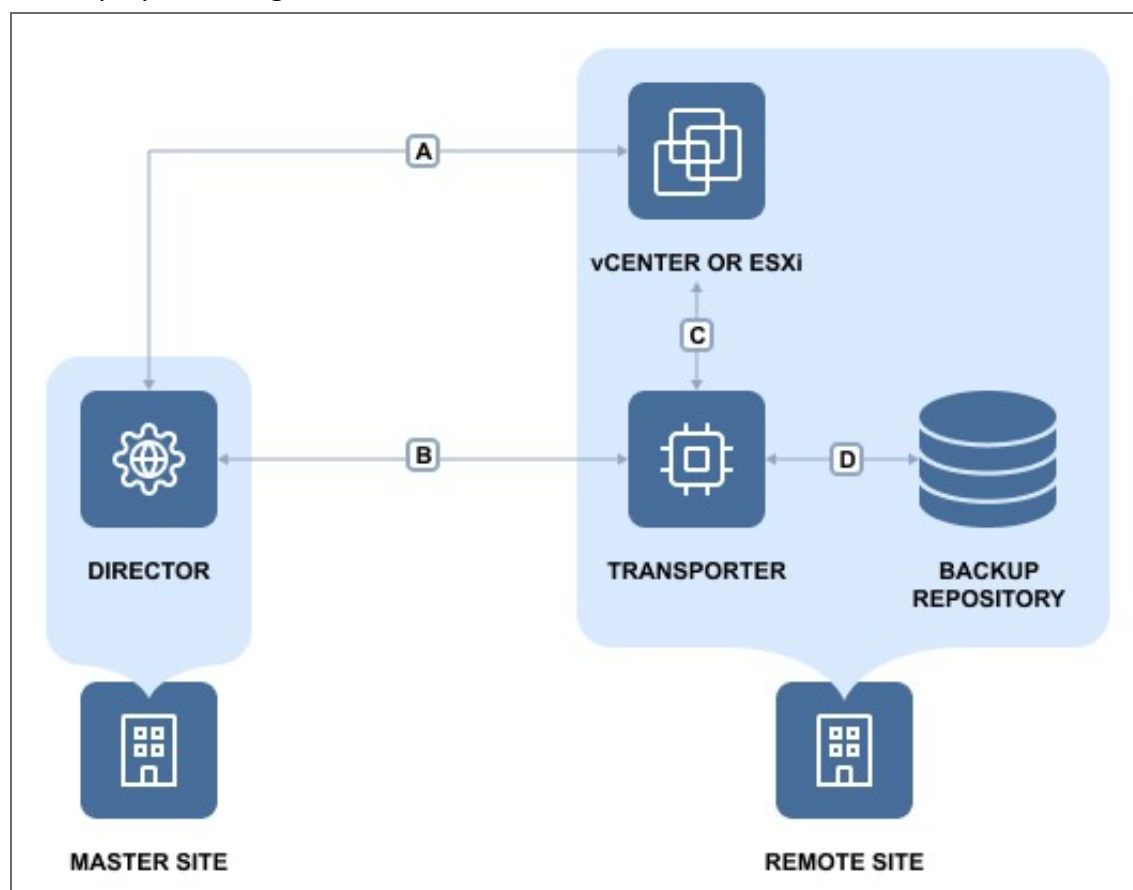 A
vCENTER OR ESXi
C
B
D
DIRECTOR
TRANSPORTER
BACKUP
REPOSITORY
MASTER SITE
REMOTE SITE